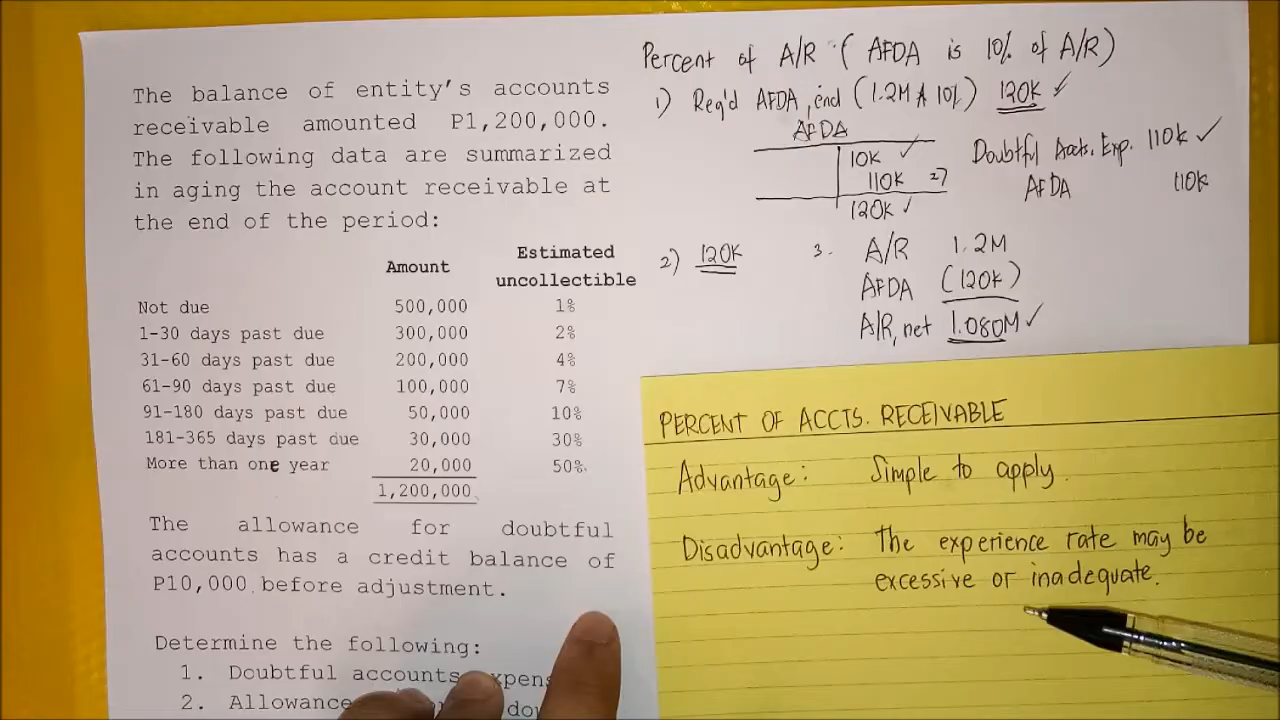 The balance of entity's accounts
receivable amounted P1,200,000.
The following data are summarized
in aging the account receivable at
the end of the period:
Amount Estimated uncollectible
Not due 500,000 1%
1-30 days past due 300,000 2%
31-60 days past due 200,000 4%
61-90 days past due 100,000 7%
91-180 days past due 50,000 10%
181-365 days past due 30,000 30%
More than one year 20,000 50%
1,200,000
The allowance for doubtful
accounts has a credit balance of
P10,000 before adjustment.
Determine the following:
1. Doubtful accounts
2. Allowance
Percent of A/R (AFDA is 10% of A/R)
1) Req'd AFDA, end (1.2M x 10%) 120K ✓
AFDA
10K ✓
110K
120K ✓
Doubtful Accts. Exp. 110k ✓
AFDA 110k
2) 120K
3. A/R 1.2M
AFDA (120k)
A/R, net 1.080M ✓
PERCENT OF ACCTS. RECEIVABLE
Advantage: Simple to apply.
Disadvantage: The experience rate may be
excessive or inadequate.